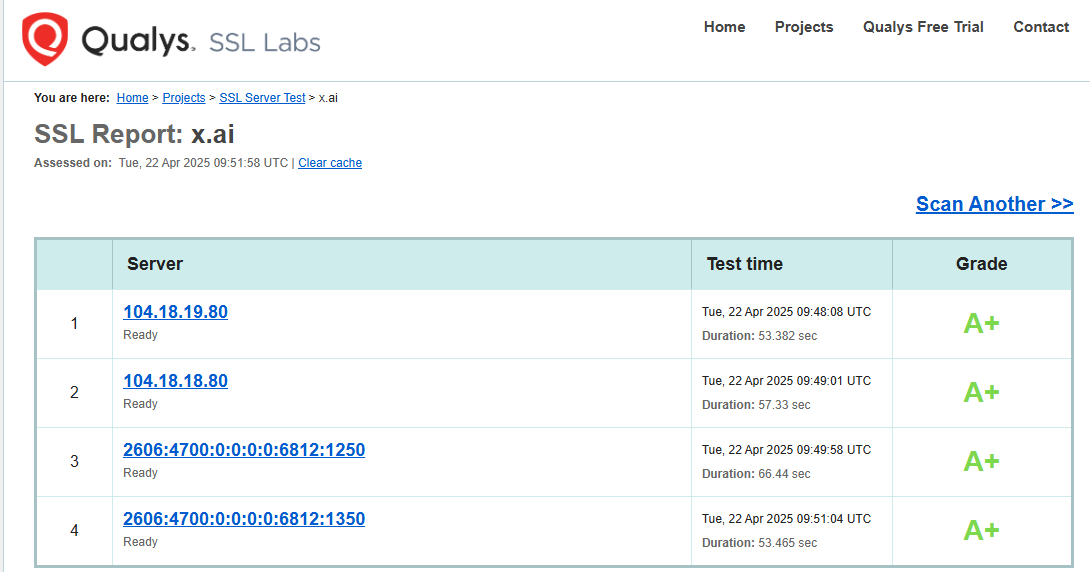 Qualys. SSL Labs
Home Projects Qualys Free Trial Contact
You are here: Home > Projects > SSL Server Test > x.ai
SSL Report: x.ai
Assessed on: Tue, 22 Apr 2025 09:51:58 UTC | Clear cache
Scan Another >>
Server Test time Grade
1 104.18.19.80 Tue, 22 Apr 2025 09:48:08 UTC A+
Ready Duration: 53.382 sec
2 104.18.18.80 Tue, 22 Apr 2025 09:49:01 UTC A+
Ready Duration: 57.33 sec
3 2606:4700:0:0:0:0:6812:1250 Tue, 22 Apr 2025 09:49:58 UTC A+
Ready Duration: 66.44 sec
4 2606:4700:0:0:0:0:6812:1350 Tue, 22 Apr 2025 09:51:04 UTC A+
Ready Duration: 53.465 sec